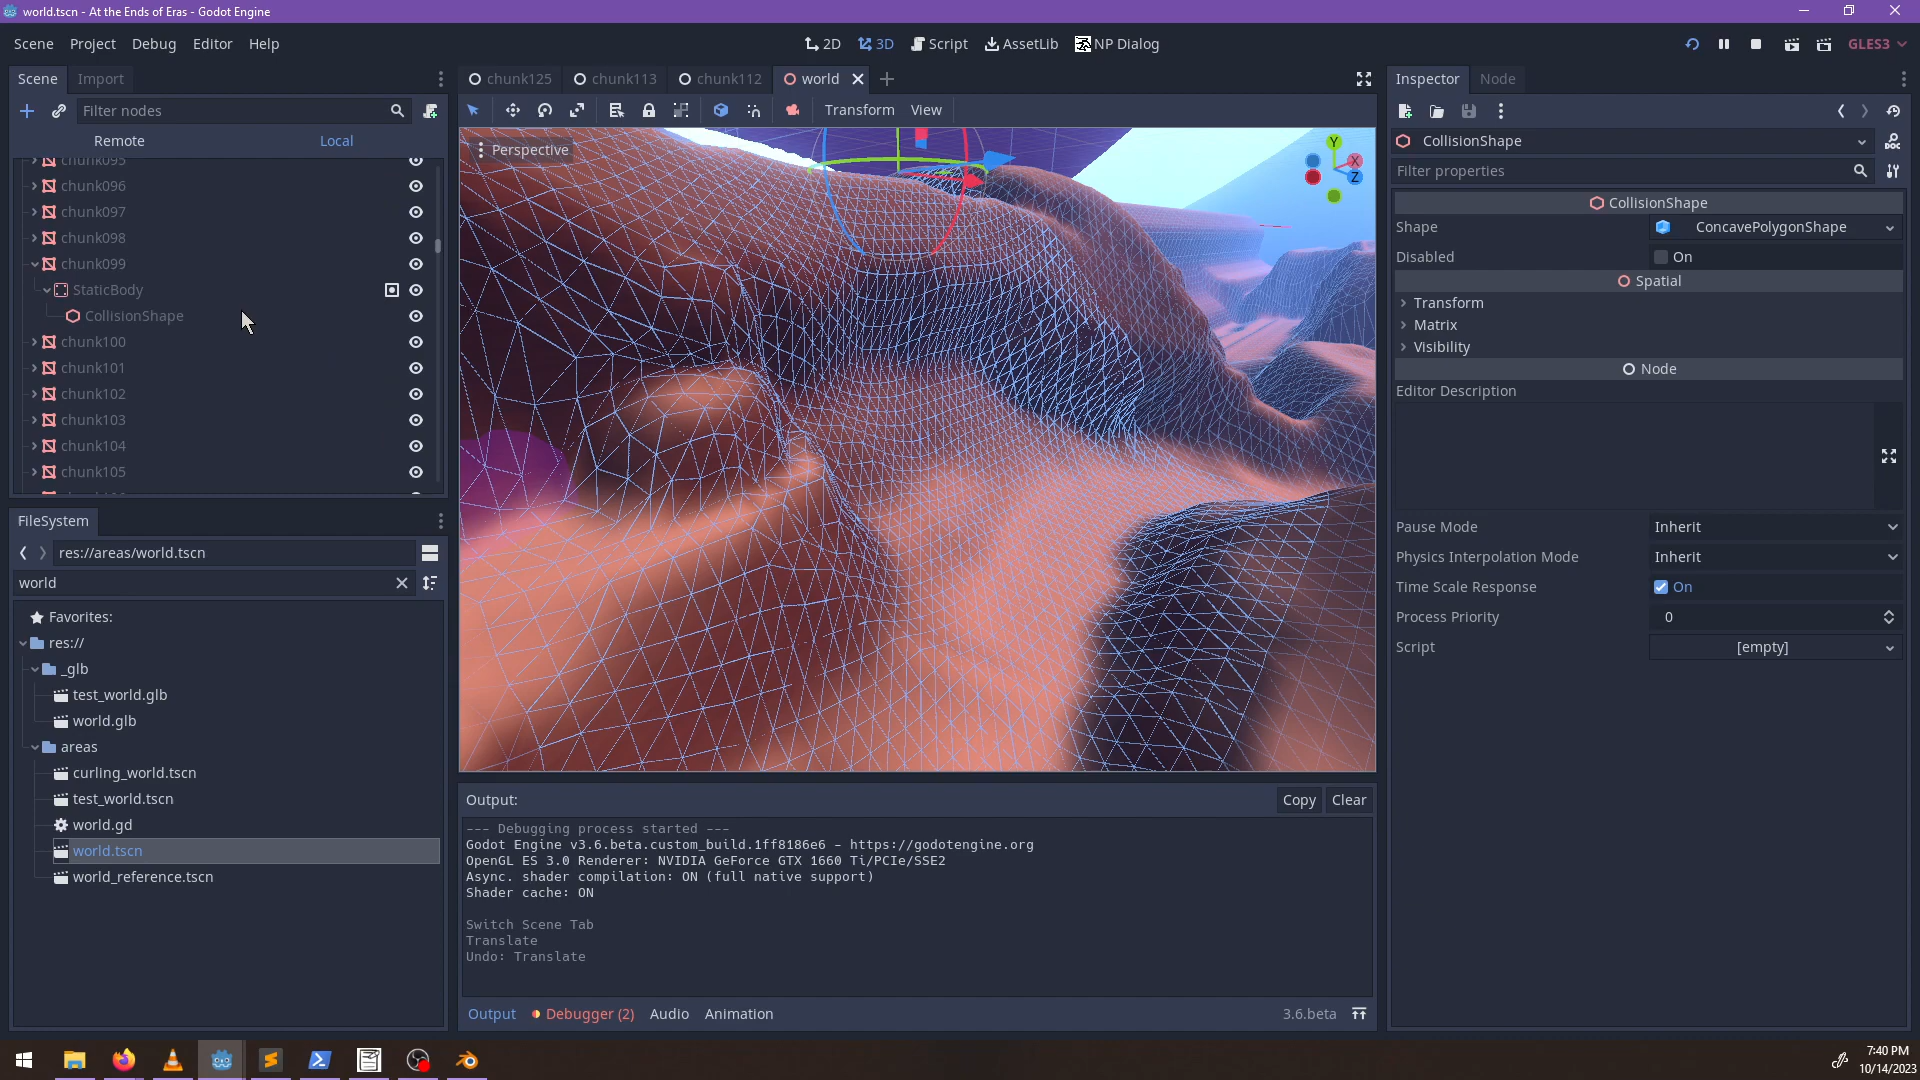 world.tscn - At the Ends of Eras - Godot Engine
Scene Project Debug Editor Help
2D 3D Script AssetLib NP Dialog
GLES3
Scene Import
Filter nodes
Remote Local
chunk095
chunk096
chunk097
chunk098
chunk099
StaticBody
CollisionShape
chunk100
chunk101
chunk102
chunk103
chunk104
chunk105
FileSystem
res://areas/world.tscn
world
Favorites:
res://
_glb
test_world.glb
world.glb
areas
curling_world.tscn
test_world.tscn
world.gd
world.tscn
world_reference.tscn
chunk125 chunk113 chunk112 world
Transform View
Perspective
Y
X
Z
Output:
Copy Clear
--- Debugging process started ---
Godot Engine v3.6.beta.custom_build.1ff8186e6 - https://godotengine.org
OpenGL ES 3.0 Renderer: NVIDIA GeForce GTX 1660 Ti/PCIe/SSE2
Async. shader compilation: ON (full native support)
Shader cache: ON
Switch Scene Tab
Translate
Undo: Translate
Output Debugger (2) Audio Animation
3.6.beta
Inspector Node
CollisionShape
Filter properties
CollisionShape
Shape ConcavePolygonShape
Disabled On
Spatial
Transform
Matrix
Visibility
Node
Editor Description
Pause Mode Inherit
Physics Interpolation Mode Inherit
Time Scale Response On
Process Priority 0
Script [empty]
7:40 PM
10/14/2023